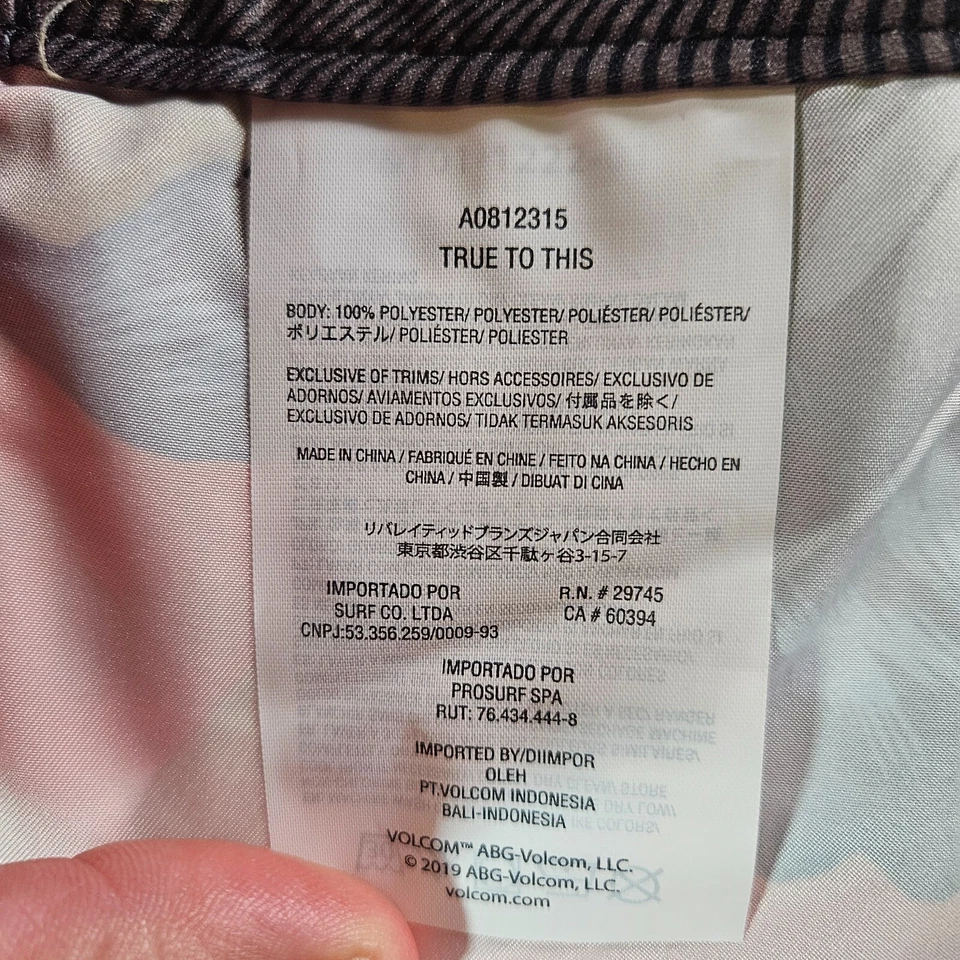 A0812315
TRUE TO THIS
BODY: 100% POLYESTER/ POLYESTER/ POLIÉSTER/ POLIÉSTER/
ポリエステル/ POLIÉSTER/ POLIESTER
EXCLUSIVE OF TRIMS/ HORS ACCESSOIRES/ EXCLUSIVO DE
ADORNOS/ AVIAMENTOS EXCLUSIVOS/ 付属品を除く/
EXCLUSIVO DE ADORNOS/ TIDAK TERMASUK AKSESORIS
MADE IN CHINA / FABRIQUÉ EN CHINE / FEITO NA CHINA / HECHO EN
CHINA / 中国製 / DIBUAT DI CINA
リバレイティッドブランズジャパン合同会社
東京都渋谷区千駄ヶ谷3-15-7
IMPORTADO POR
SURF CO. LTDA
CNPJ:53.356.259/0009-93
R.N. # 29745
CA # 60394
IMPORTADO POR
PROSURF SPA
RUT: 76.434.444-8
IMPORTED BY/DIIMPOR
OLEH
PT.VOLCOM INDONESIA
BALI-INDONESIA
VOLCOM™ ABG-Volcom, LLC.
© 2019 ABG-Volcom, LLC.
volcom.com